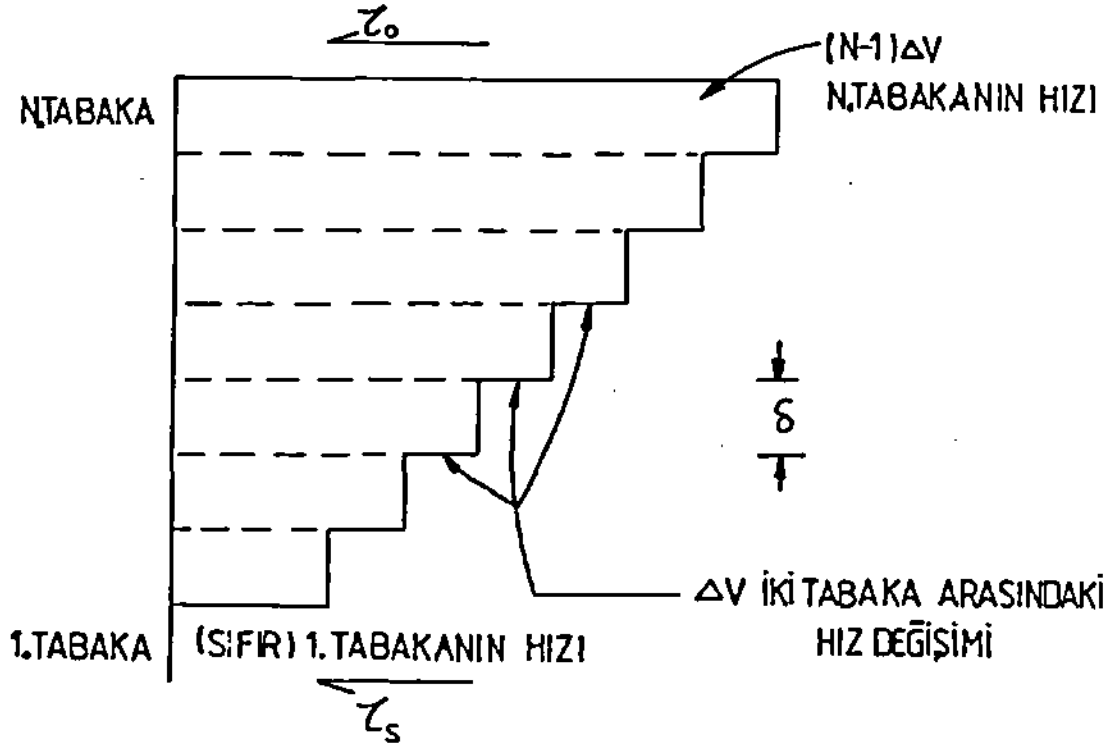 τ₀
(N-1)ΔV
N.TABAKA
N.TABAKANIN HIZI
δ
ΔV İKİ TABAKA ARASINDAKİ
HIZ DEĞİŞİMİ
1.TABAKA
(SIFIR) 1.TABAKANIN HIZI
τₛ